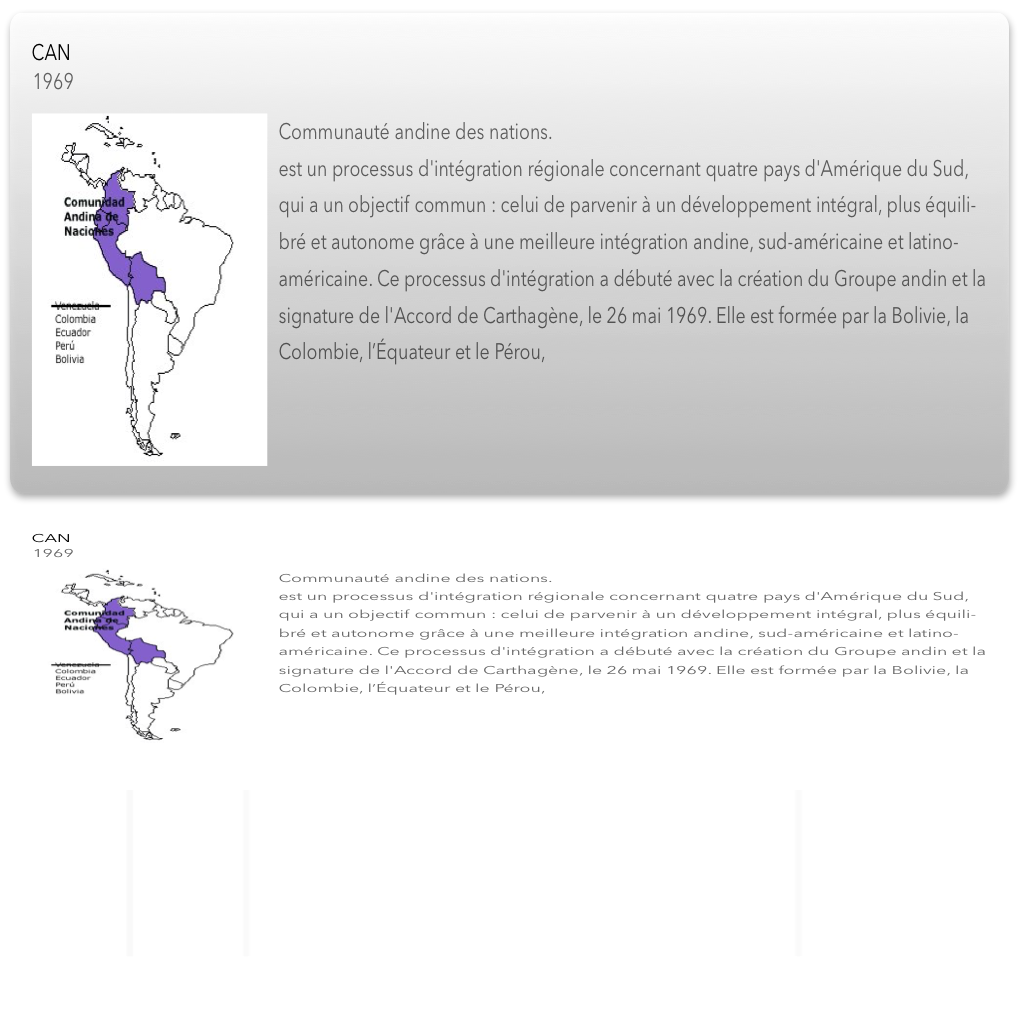 CAN
1969
Communauté andine des nations.
est un processus d'intégration régionale concernant quatre pays d'Amérique du Sud,
qui a un objectif commun : celui de parvenir à un développement intégral, plus équili-
bré et autonome grâce à une meilleure intégration andine, sud-américaine et latino-
américaine. Ce processus d'intégration a débuté avec la création du Groupe andin et la
signature de l'Accord de Carthagène, le 26 mai 1969. Elle est formée par la Bolivie, la
Colombie, l’Équateur et le Pérou,
Comunidad
Andina de
Naciones
Venezuela
Colombia
Ecuador
Perú
Bolivia
CAN
1969
Communauté andine des nations.
est un processus d'intégration régionale concernant quatre pays d'Amérique du Sud,
qui a un objectif commun : celui de parvenir à un développement intégral, plus équili-
bré et autonome grâce à une meilleure intégration andine, sud-américaine et latino-
américaine. Ce processus d'intégration a débuté avec la création du Groupe andin et la
signature de l'Accord de Carthagène, le 26 mai 1969. Elle est formée par la Bolivie, la
Colombie, l’Équateur et le Pérou,
Comunidad
Andina de
Naciones
Venezuela
Colombia
Ecuador
Perú
Bolivia